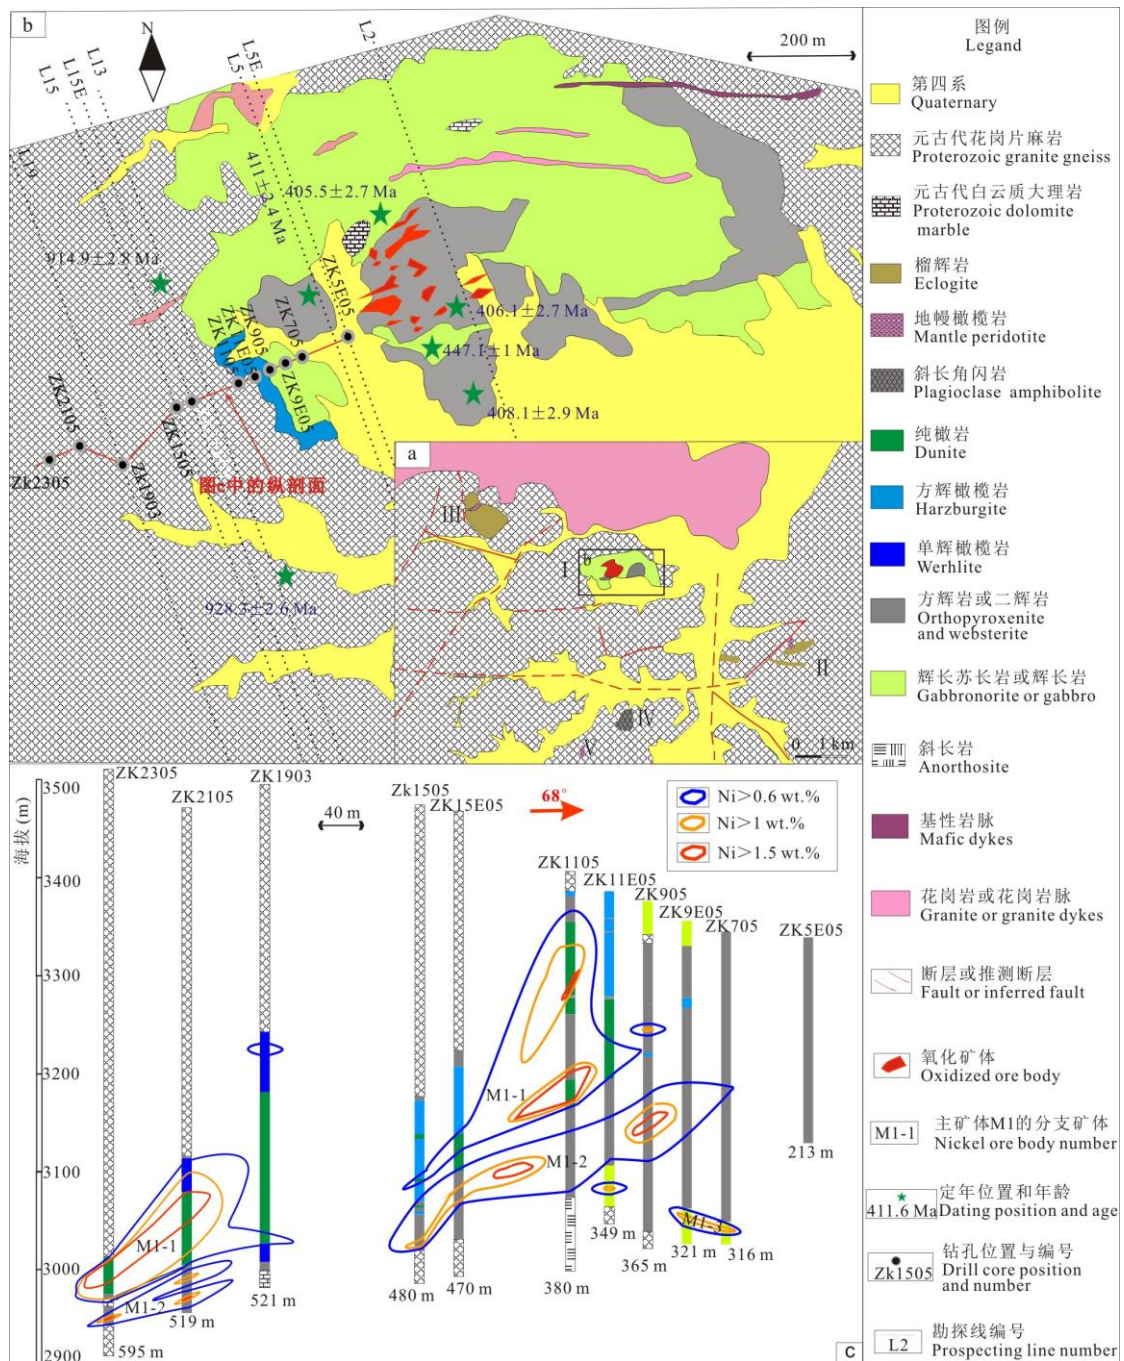 b
N
200 m
L2
L5E
L5
L13
L15E
L15
L19
411±2.4 Ma
405.5±2.7 Ma
914.9±2.8 Ma
406.1±2.7 Ma
447.1±1 Ma
408.1±2.9 Ma
928.3±2.6 Ma
ZK5E05
ZK705
ZK905
ZK11E05
ZK1105
ZK9E05
ZK1505
Zk1903
ZK2105
Zk2305
图c中的纵剖面
a
III
I
b
II
IV
V
0 1 km
图例
Legand
第四系
Quaternary
元古代花岗片麻岩
Proterozoic granite gneiss
元古代白云质大理岩
Proterozoic dolomite
marble
榴辉岩
Eclogite
地幔橄榄岩
Mantle peridotite
斜长角闪岩
Plagioclase amphibolite
纯橄岩
Dunite
方辉橄榄岩
Harzburgite
单辉橄榄岩
Werhlite
方辉岩或二辉岩
Orthopyroxenite
and websterite
辉长苏长岩或辉长岩
Gabbronorite or gabbro
斜长岩
Anorthosite
基性岩脉
Mafic dykes
花岗岩或花岗岩脉
Granite or granite dykes
断层或推测断层
Fault or inferred fault
氧化矿体
Oxidized ore body
M1-1
主矿体M1的分支矿体
Nickel ore body number
411.6 Ma
定年位置和年龄
Dating position and age
Zk1505
钻孔位置与编号
Drill core position
and number
L2
勘探线编号
Prospecting line number
海拔 (m)
3500
3400
3300
3200
3100
3000
2900
ZK2305
ZK2105
ZK1903
40 m
Zk1505
ZK15E05
68°
Ni>0.6 wt.%
Ni>1 wt.%
Ni>1.5 wt.%
ZK1105
ZK11E05
ZK905
ZK9E05
ZK705
ZK5E05
M1-1
M1-2
M1-1
M1-2
M1-3
595 m
519 m
521 m
480 m
470 m
380 m
349 m
365 m
321 m
316 m
213 m
c